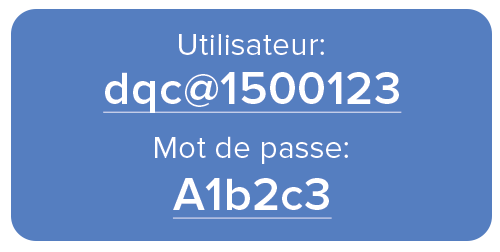 Utilisateur:
dqc@1500123
Mot de passe:
A1b2c3